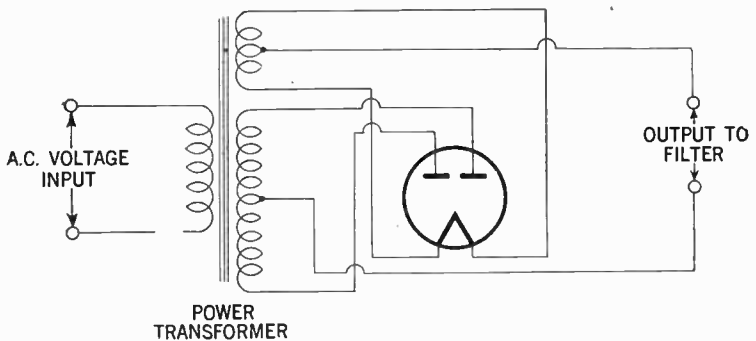 A.C. VOLTAGE
INPUT
OUTPUT TO
FILTER
POWER
TRANSFORMER